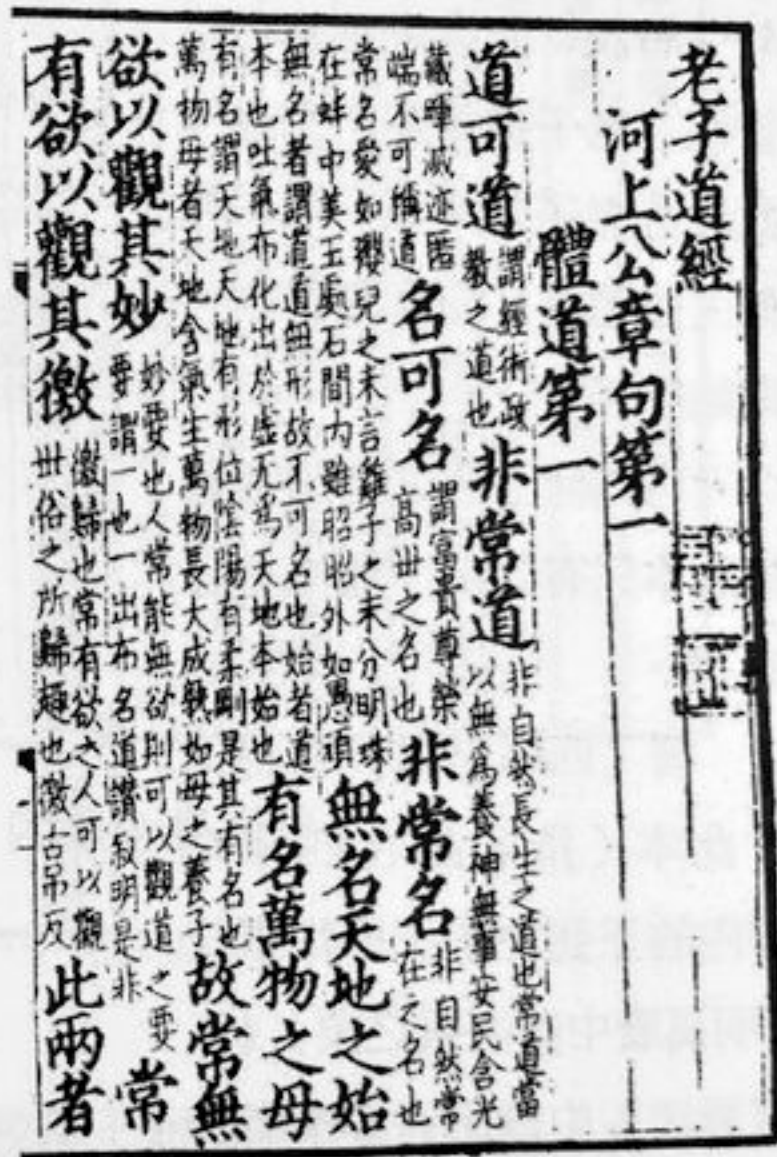 老子道經
河上公章句第一
體道第一
道可道謂經術政教之道也非常道非自然長生之道也常道當以無為養神無事安民含光
藏暉滅迹匿端不可稱道名可名謂富貴尊榮高世之名也非常名非自然常在之名也
常名愛如嬰兒之未言雞子之未分明珠在蚌中美玉處石間内雖昭昭外如愚頑無名天地之始
無名者謂道道無形故不可名也始者道本也吐氣布化出於虛无為天地本始也有名萬物之母
有名謂天地天地有形位陰陽有柔剛是其有名也萬物母者天地含氣生萬物長大成熟如母之養子故常無
欲以觀其妙妙要也人常能無欲則可以觀道之要要謂一也一出布名道讚叙明是非常
有欲以觀其徼徼歸也常有欲之人可以觀世俗之所歸趣也徼古弔反此兩者